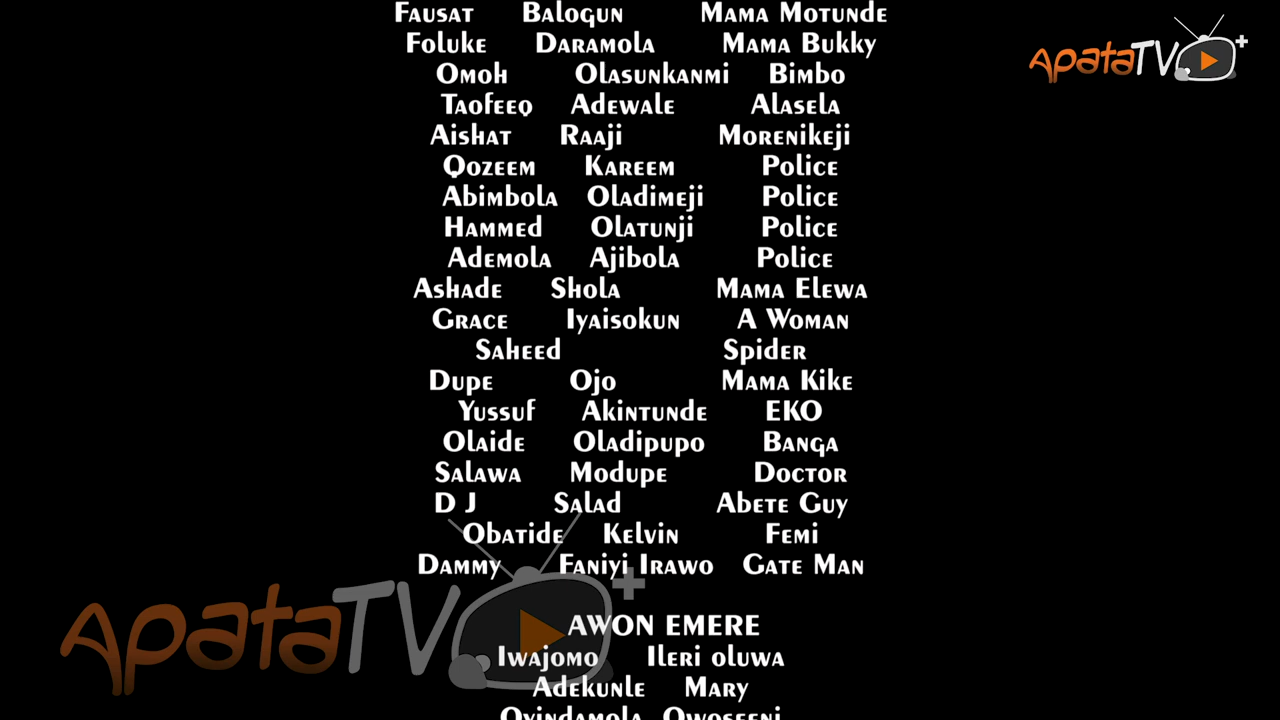 Fausat Balogun Mama Motunde
Foluke Daramola Mama Bukky
Omoh Olasunkanmi Bimbo
Taofeeq Adewale Alasela
Aishat Raaji Morenikeji
Qozeem Kareem Police
Abimbola Oladimeji Police
Hammed Olatunji Police
Ademola Ajibola Police
Ashade Shola Mama Elewa
Grace Iyaisokun A Woman
Saheed Spider
Dupe Ojo Mama Kike
Yussuf Akintunde EKO
Olaide Oladipupo Banga
Salawa Modupe Doctor
D J Salad Abete Guy
Obatide Kelvin Femi
Dammy Faniyi Irawo Gate Man
AWON EMERE
Iwajomo Ileri oluwa
Adekunle Mary
Oyindamola Owoseeni
ApataTV+
ApataTV+